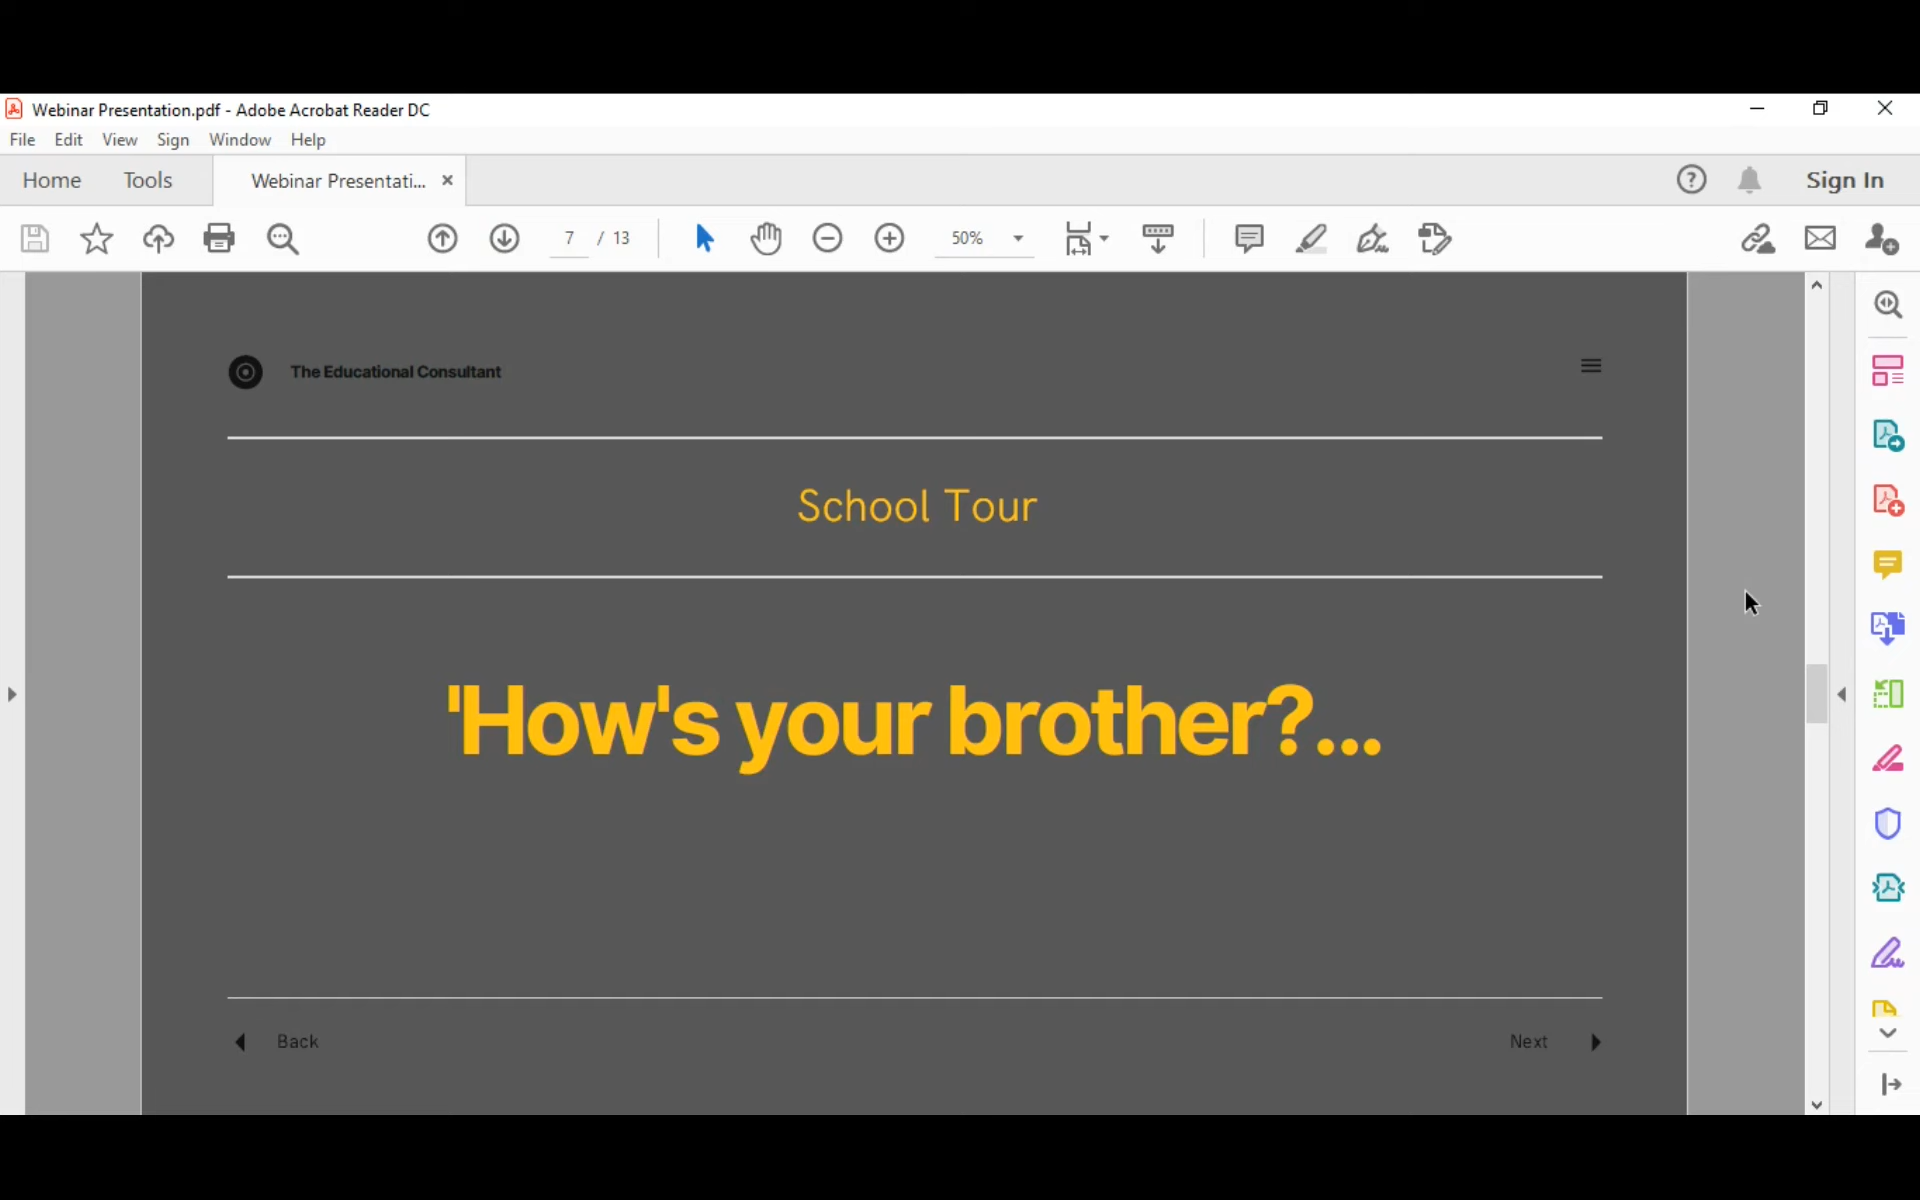 Webinar Presentation.pdf - Adobe Acrobat Reader DC
File Edit View Sign Window Help
Home Tools Webinar Presentati... × Sign In
7 / 13 50%
The Educational Consultant
School Tour
'How's your brother?...
Back Next